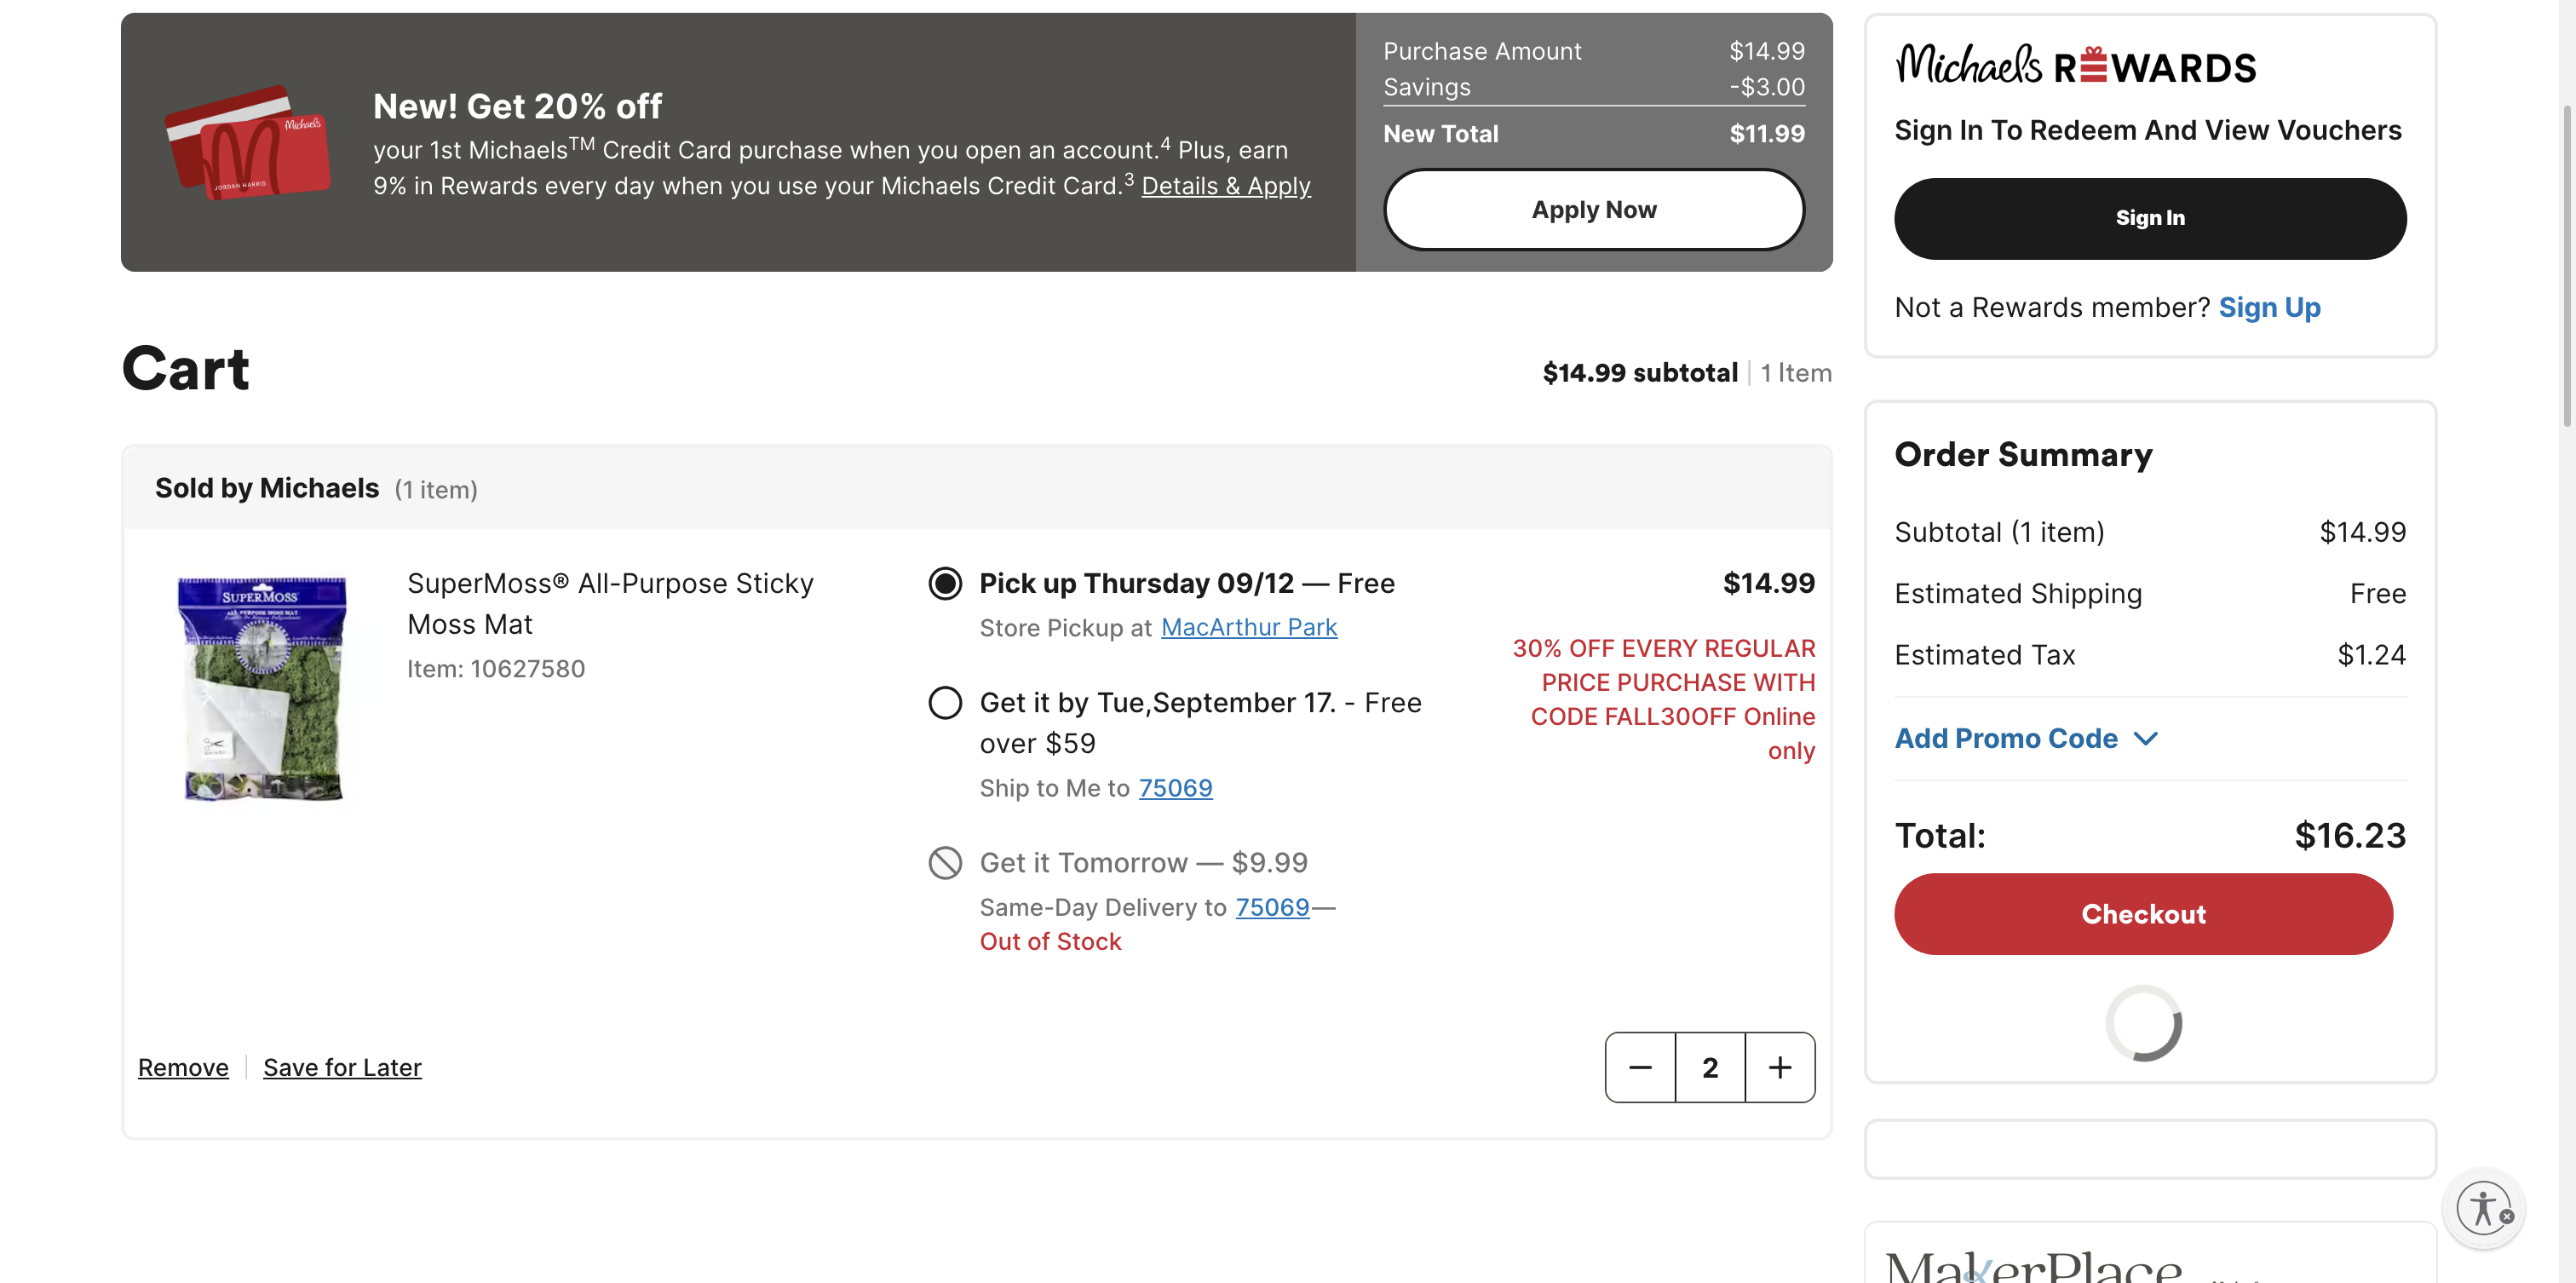 New! Get 20% off
your 1st Michaels™ Credit Card purchase when you open an account.⁴ Plus, earn
9% in Rewards every day when you use your Michaels Credit Card.³ Details & Apply
Michaels
JORDAN HARRIS
Purchase Amount $14.99
Savings -$3.00
New Total $11.99
Apply Now
Michaels REWARDS
Sign In To Redeem And View Vouchers
Sign In
Not a Rewards member? Sign Up
Cart
$14.99 subtotal | 1 Item
Sold by Michaels (1 item)
SUPERMOSS
ALL PURPOSE MOSS MAT
SuperMoss® All-Purpose Sticky
Moss Mat
Item: 10627580
Pick up Thursday 09/12 — Free
Store Pickup at MacArthur Park
Get it by Tue,September 17. - Free
over $59
Ship to Me to 75069
Get it Tomorrow — $9.99
Same-Day Delivery to 75069—
Out of Stock
$14.99
30% OFF EVERY REGULAR
PRICE PURCHASE WITH
CODE FALL30OFF Online
only
Remove | Save for Later
2
Order Summary
Subtotal (1 item) $14.99
Estimated Shipping Free
Estimated Tax $1.24
Add Promo Code
Total: $16.23
Checkout
MakerPlace